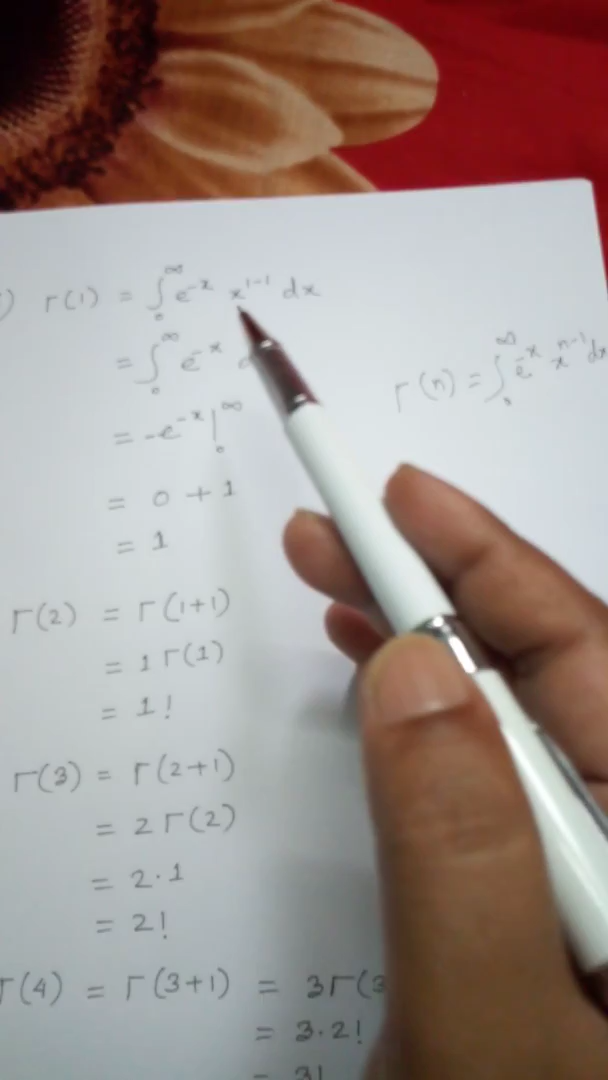 ) Γ(1) = ∫₀^∞ e^-x x^1-1 dx
= ∫₀^∞ e^-x
= -e^-x |₀^∞
= 0 + 1
= 1
Γ(n) = ∫₀^∞ e^-x x^n-1 dx
Γ(2) = Γ(1+1)
= 1 Γ(1)
= 1!
Γ(3) = Γ(2+1)
= 2 Γ(2)
= 2·1
= 2!
Γ(4) = Γ(3+1) = 3Γ(3
= 3·2!
= 3!